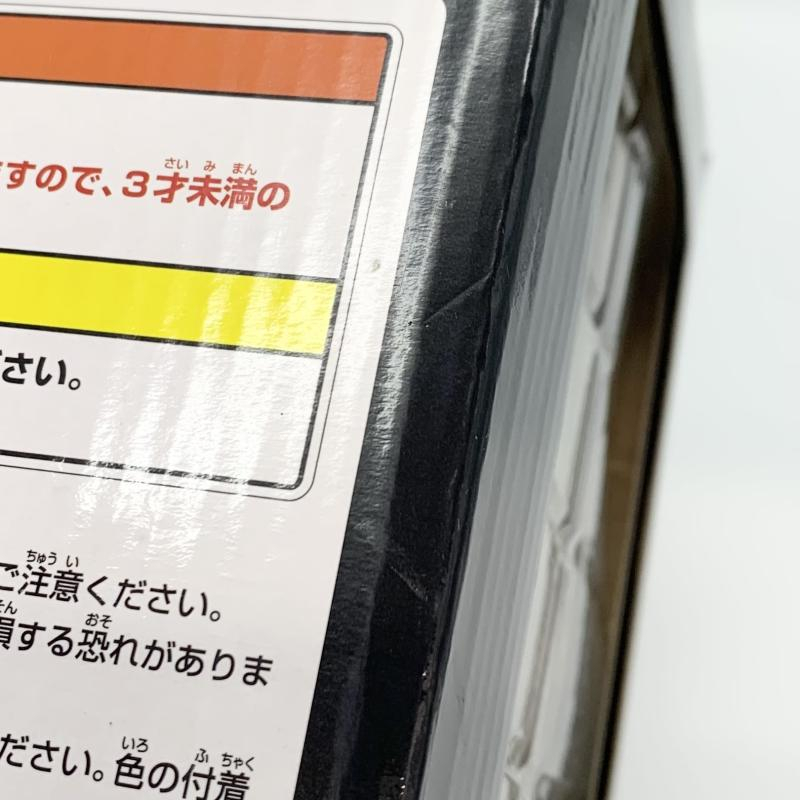 すので、3才未満の
さい。
ご注意ください。
損する恐れがありま
ださい。色の付着